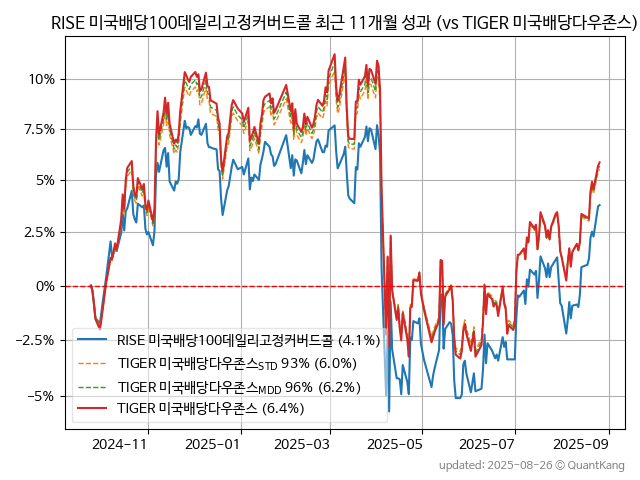 RISE 미국배당100데일리고정커버드콜 최근 11개월 성과 (vs TIGER 미국배당다우존스)
10%
7.5%
5%
2.5%
0%
−2.5%
−5%
RISE 미국배당100데일리고정커버드콜 (4.1%)
TIGER 미국배당다우존스STD 93% (6.0%)
TIGER 미국배당다우존스MDD 96% (6.2%)
TIGER 미국배당다우존스 (6.4%)
2024-11 2025-01 2025-03 2025-05 2025-07 2025-09
updated: 2025-08-26 © QuantKang